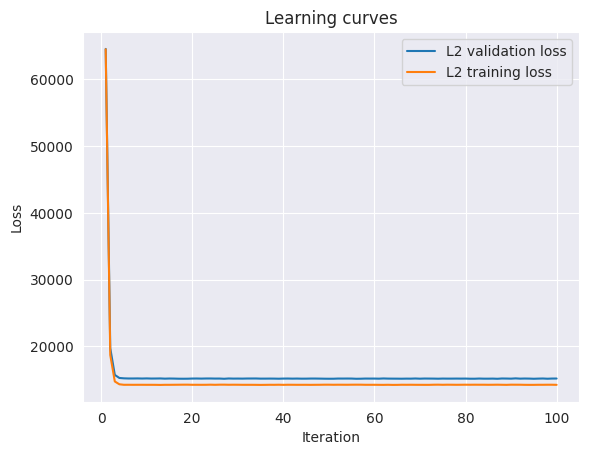 Learning curves
L2 validation loss
L2 training loss
60000
50000
40000
30000
20000
Loss
0
20
40
60
80
100
Iteration